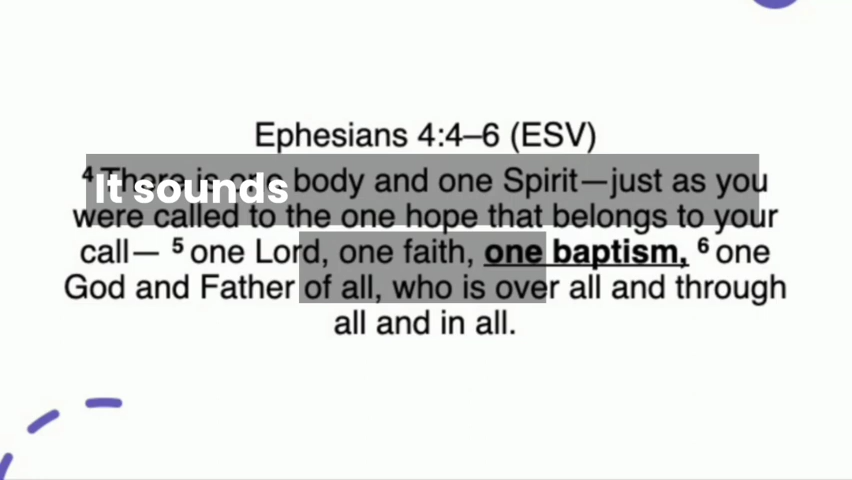 Ephesians 4:4–6 (ESV)
4 There is one body and one Spirit—just as you
It sounds
were called to the one hope that belongs to your
call— 5 one Lord, one faith, one baptism, 6 one
God and Father of all, who is over all and through
all and in all.